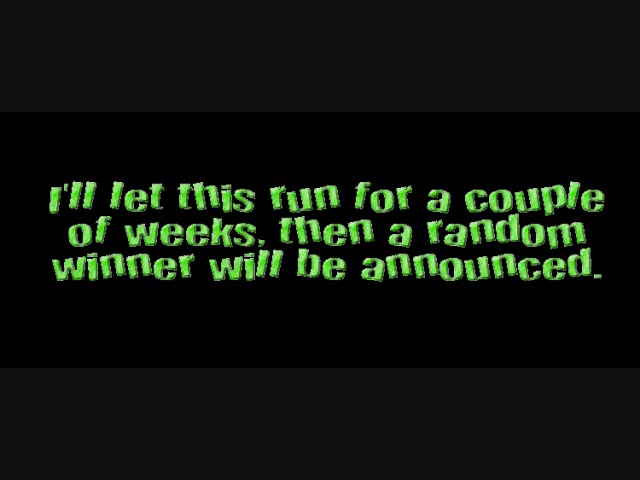 I'll let this run for a couple
of weeks, then a random
winner will be announced.